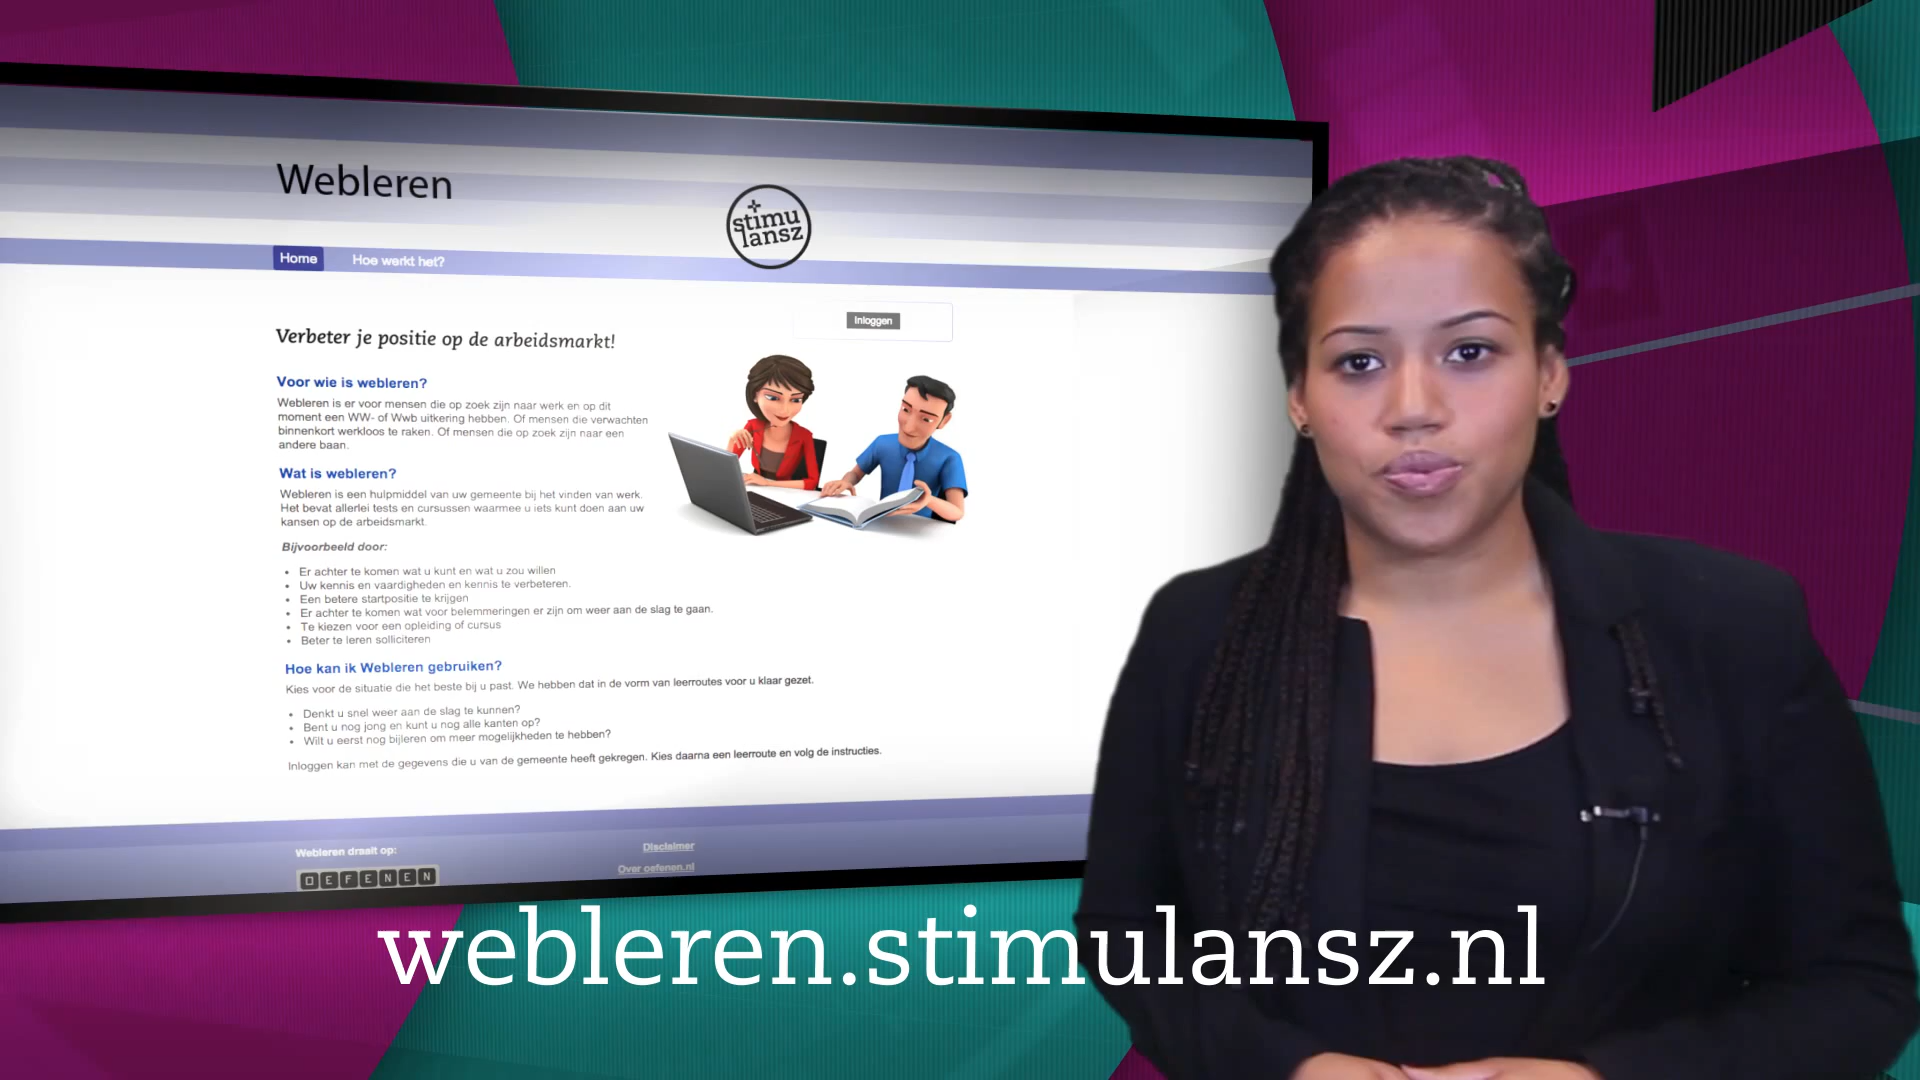 Webleren
stimu
lansz
Home
Hoe werkt het?
Inloggen
Verbeter je positie op de arbeidsmarkt!
Voor wie is webleren?
Webleren is er voor mensen die op zoek zijn naar werk en op dit
moment een WW- of Wwb uitkering hebben. Of mensen die verwachten
binnenkort werkloos te raken. Of mensen die op zoek zijn naar een
andere baan.
Wat is webleren?
Webleren is een hulpmiddel van uw gemeente bij het vinden van werk.
Het bevat allerlei tests en cursussen waarmee u iets kunt doen aan uw
kansen op de arbeidsmarkt.
Bijvoorbeeld door:
• Er achter te komen wat u kunt en wat u zou willen
• Uw kennis en vaardigheden en kennis te verbeteren.
• Een betere startpositie te krijgen
• Er achter te komen wat voor belemmeringen er zijn om weer aan de slag te gaan.
• Te kiezen voor een opleiding of cursus
• Beter te leren solliciteren
Hoe kan ik Webleren gebruiken?
Kies voor de situatie die het beste bij u past. We hebben dat in de vorm van leerroutes voor u klaar gezet.
• Denkt u snel weer aan de slag te kunnen?
• Bent u nog jong en kunt u nog alle kanten op?
• Wilt u eerst nog bijleren om meer mogelijkheden te hebben?
Inloggen kan met de gegevens die u van de gemeente heeft gekregen. Kies daarna een leerroute en volg de instructies.
Webleren draait op:
OEFENEN
Disclaimer
Over oefenen.nl
webleren.stimulansz.nl